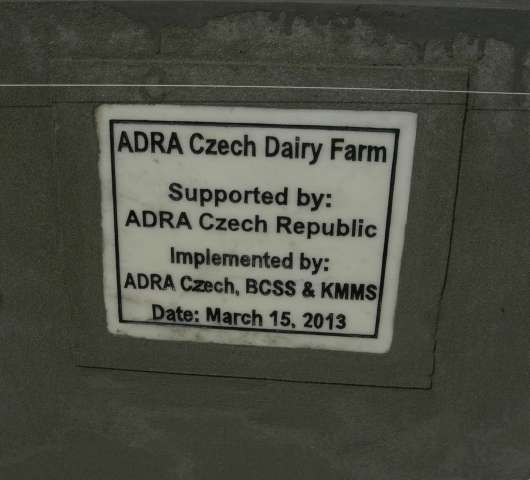 ADRA Czech Dairy Farm
Supported by:
ADRA Czech Republic
Implemented by:
ADRA Czech, BCSS & KMMS
Date: March 15, 2013